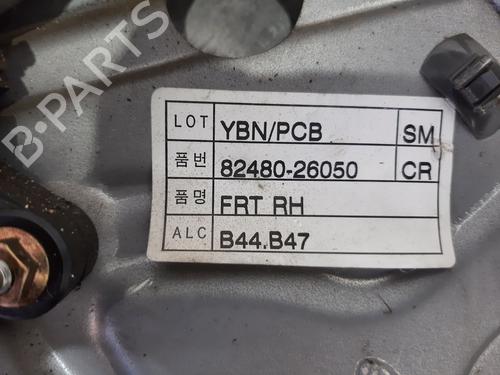 LOT YBN/PCB SM
품번 82480-26050 CR
품명 FRT RH
ALC B44.B47
B-PARTS